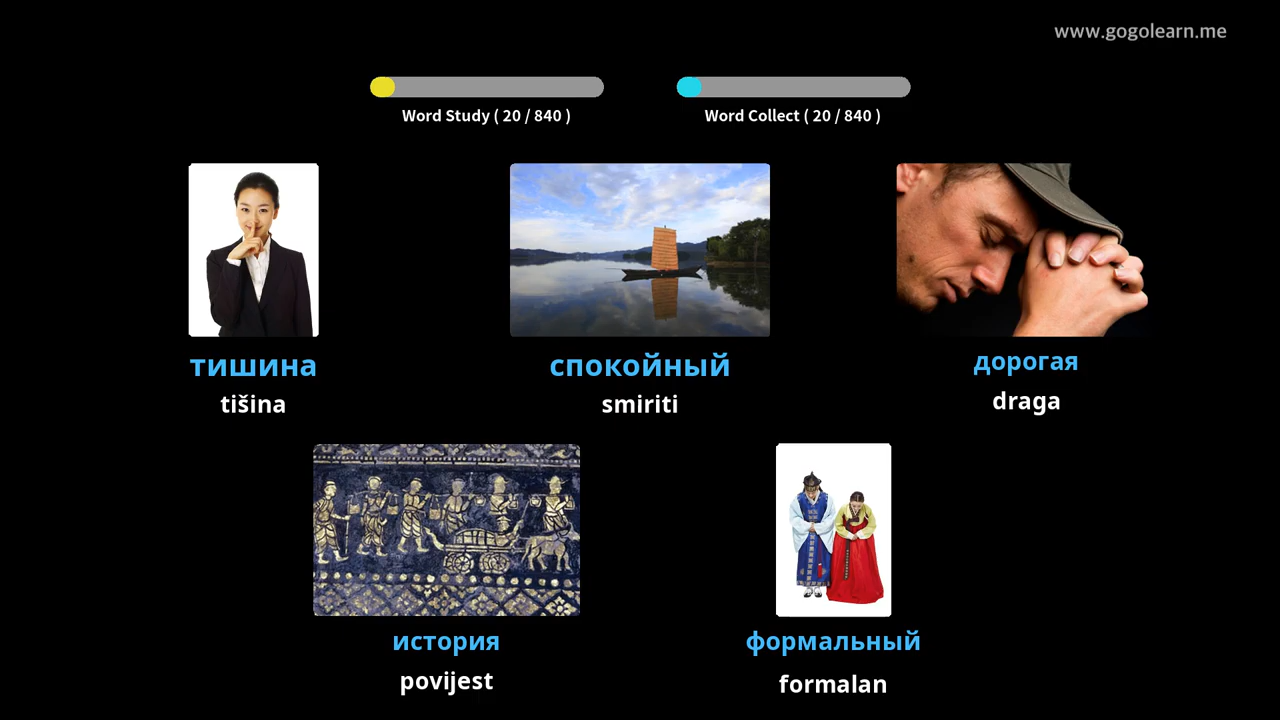 www.gogolearn.me
Word Study ( 20 / 840 )
Word Collect ( 20 / 840 )
тишина
tišina
спокойный
smiriti
дорогая
draga
история
povijest
формальный
formalan